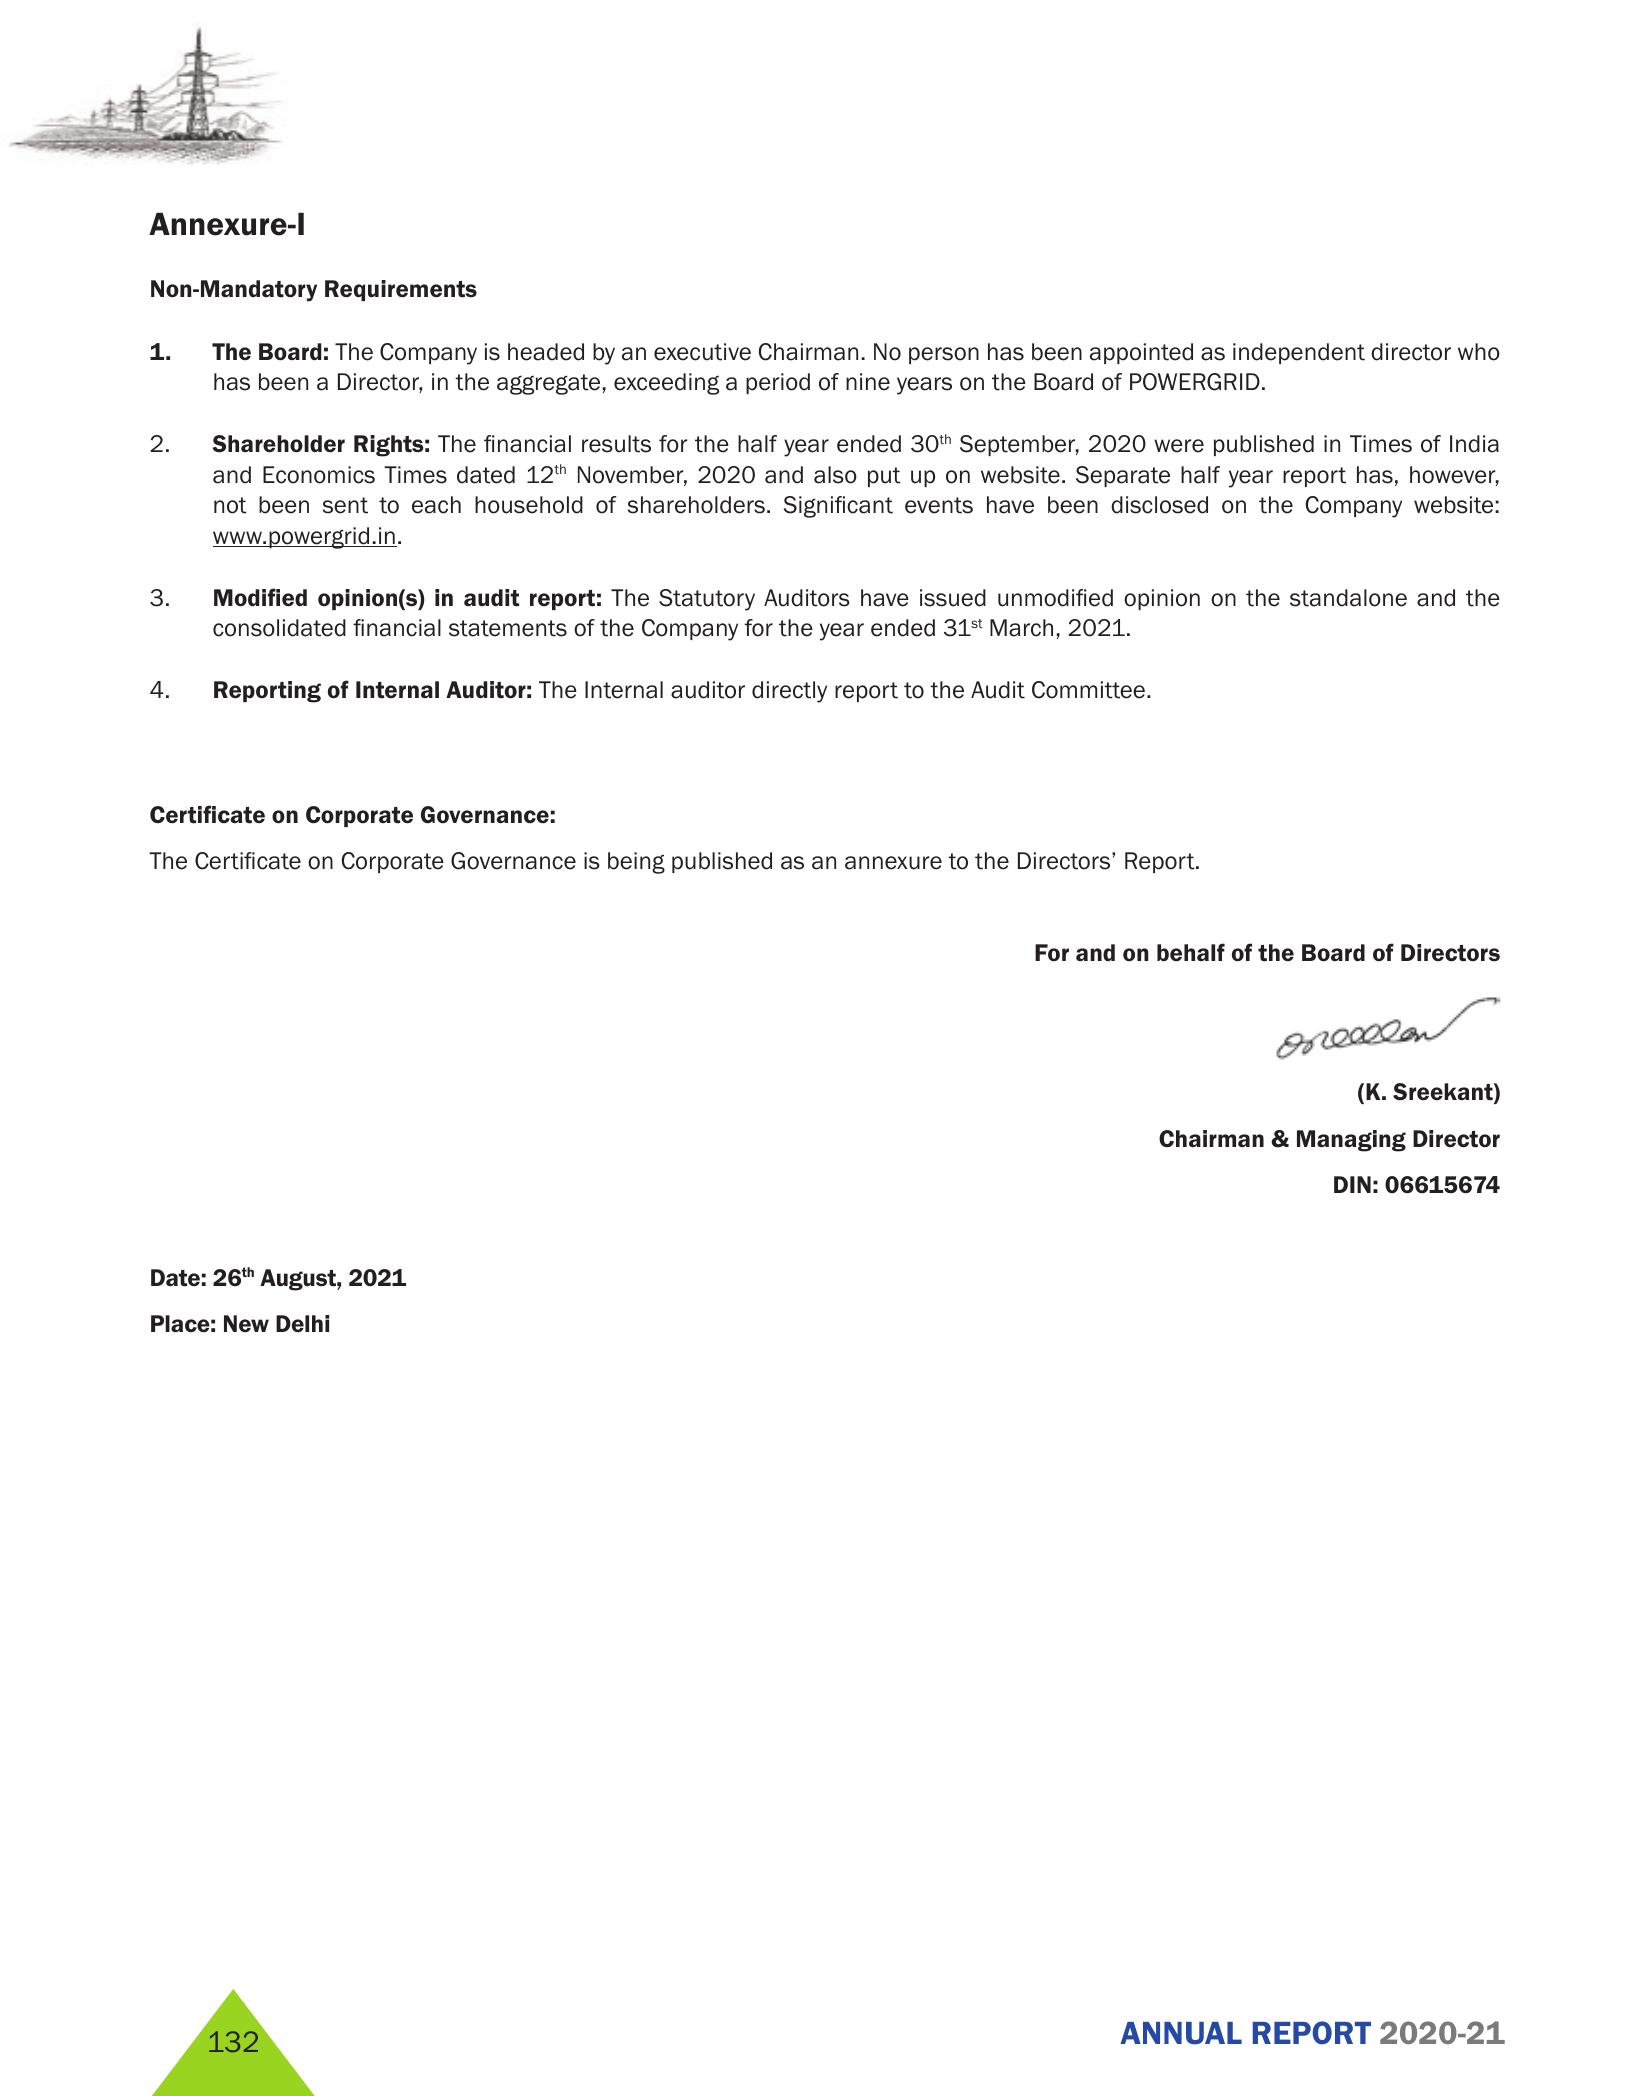 Annexure-I
Non-Mandatory Requirements
1. The Board: The Company is headed by an executive Chairman. No person has been appointed as independent director who
has been a Director, in the aggregate, exceeding a period of nine years on the Board of POWERGRID.
2. Shareholder Rights: The financial results for the half year ended 30th September, 2020 were published in Times of India
and Economics Times dated 12th November, 2020 and also put up on website. Separate half year report has, however,
not been sent to each household of shareholders. Significant events have been disclosed on the Company website:
www.powergrid.in.
3. Modified opinion(s) in audit report: The Statutory Auditors have issued unmodified opinion on the standalone and the
consolidated financial statements of the Company for the year ended 31st March, 2021.
4. Reporting of Internal Auditor: The Internal auditor directly report to the Audit Committee.
Certificate on Corporate Governance:
The Certificate on Corporate Governance is being published as an annexure to the Directors’ Report.
For and on behalf of the Board of Directors
(K. Sreekant)
Chairman & Managing Director
DIN: 06615674
Date: 26th August, 2021
Place: New Delhi
132
ANNUAL REPORT 2020-21